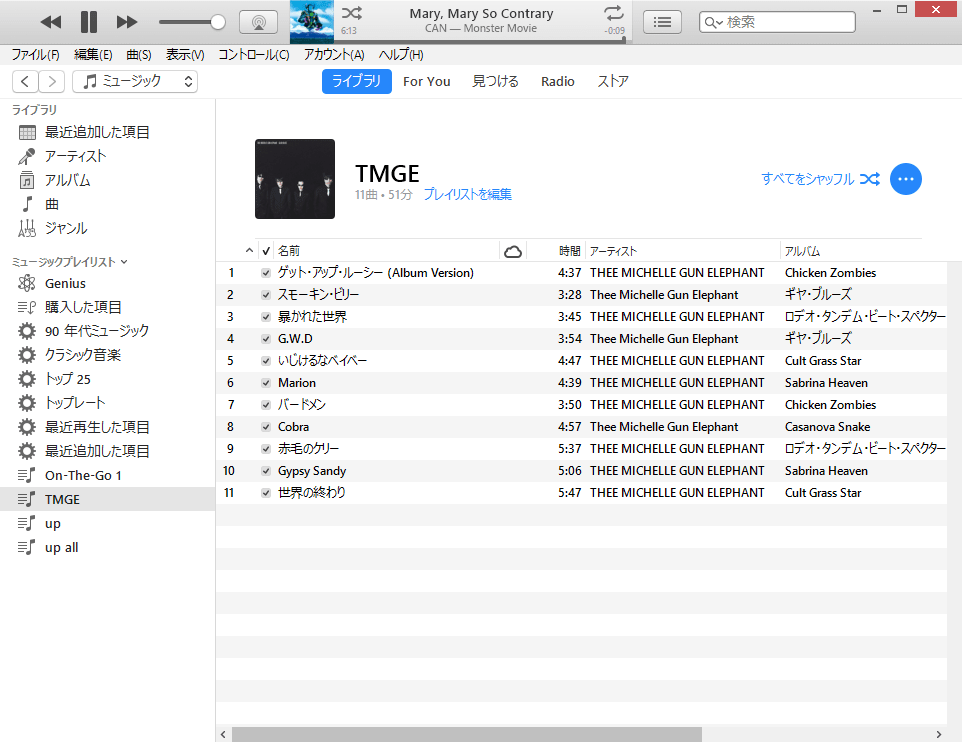 Mary, Mary So Contrary
CAN — Monster Movie
6:13
-0:09
検索
ファイル(F) 編集(E) 曲(S) 表示(V) コントロール(C) アカウント(A) ヘルプ(H)
ミュージック ライブラリ For You 見つける Radio ストア
ライブラリ
最近追加した項目
アーティスト
アルバム
曲
ジャンル
ミュージックプレイリスト
Genius
購入した項目
90 年代ミュージック
クラシック音楽
トップ 25
トップレート
最近再生した項目
最近追加した項目
On-The-Go 1
TMGE
up
up all
TMGE
11曲 • 51分 プレイリストを編集
すべてをシャッフル
名前 時間 アーティスト アルバム
1 ゲット・アップ・ルーシー (Album Version) 4:37 THEE MICHELLE GUN ELEPHANT Chicken Zombies
2 スモーキン・ビリー 3:28 Thee Michelle Gun Elephant ギヤ・ブルーズ
3 暴かれた世界 3:45 THEE MICHELLE GUN ELEPHANT ロデオ・タンデム・ビート・スペクター
4 G.W.D 3:54 Thee Michelle Gun Elephant ギヤ・ブルーズ
5 いじけるなベイベー 4:47 THEE MICHELLE GUN ELEPHANT Cult Grass Star
6 Marion 4:39 THEE MICHELLE GUN ELEPHANT Sabrina Heaven
7 バードメン 3:50 THEE MICHELLE GUN ELEPHANT Chicken Zombies
8 Cobra 4:57 Thee Michelle Gun Elephant Casanova Snake
9 赤毛のケリー 5:37 THEE MICHELLE GUN ELEPHANT ロデオ・タンデム・ビート・スペクター
10 Gypsy Sandy 5:06 THEE MICHELLE GUN ELEPHANT Sabrina Heaven
11 世界の終わり 5:47 THEE MICHELLE GUN ELEPHANT Cult Grass Star